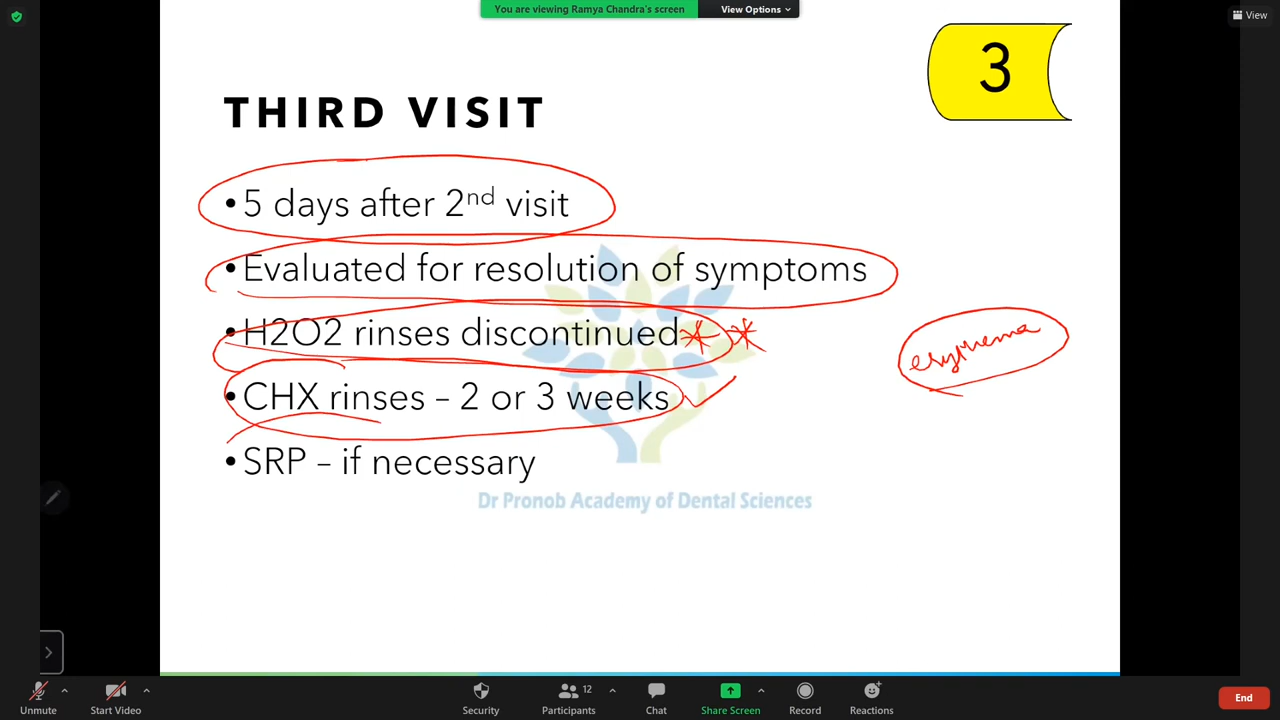 You are viewing Ramya Chandra's screen
View Options
View
3
THIRD VISIT
•5 days after 2nd visit
•Evaluated for resolution of symptoms
•H2O2 rinses discontinued**
erythema
•CHX rinses – 2 or 3 weeks
•SRP – if necessary
Dr Pronob Academy of Dental Sciences
Unmute
Start Video
Security
Participants 12
Chat
Share Screen
Record
Reactions
End